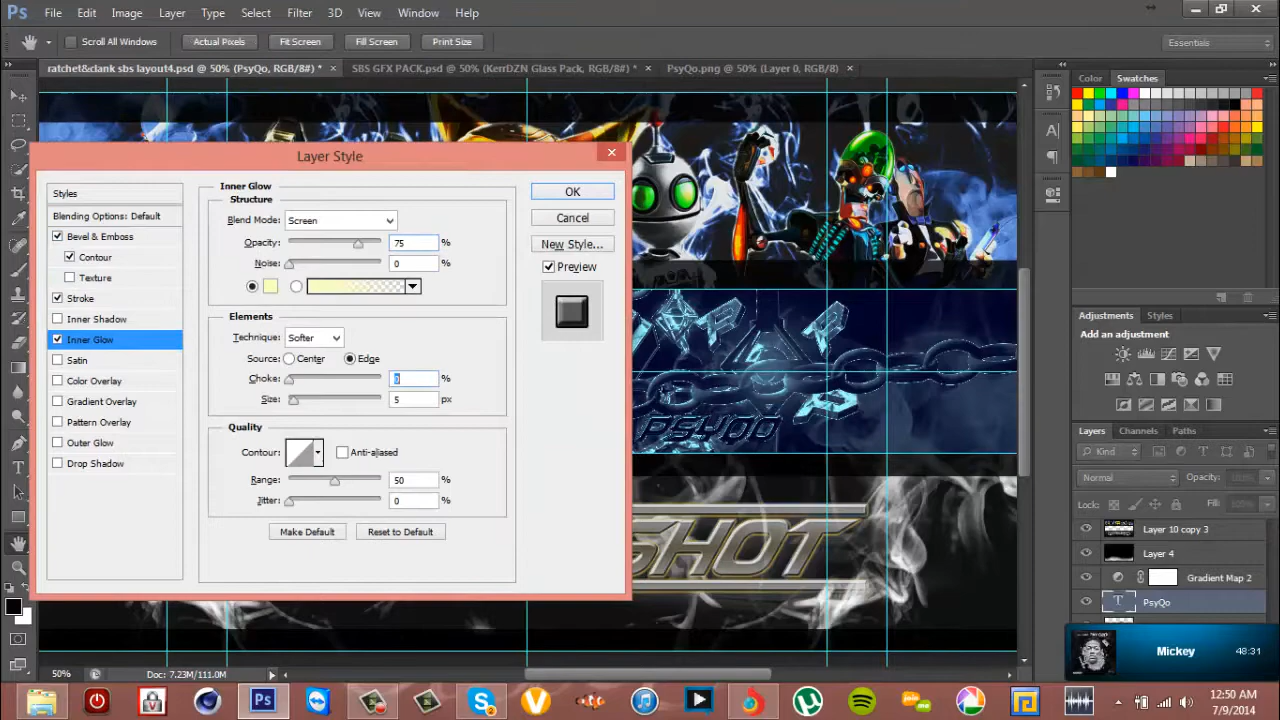 Ps File Edit Image Layer Type Select Filter 3D View Window Help
Scroll All Windows Actual Pixels Fit Screen Fill Screen Print Size Essentials
ratchet&clank sbs layout4.psd @ 50% (PsyQo, RGB/8#) * × SBS GFX PACK.psd @ 50% (KerrDZN Glass Pack, RGB/8#) * × PsyQo.png @ 50% (Layer 0, RGB/8) ×
Color Swatches
Layer Style
Styles
Blending Options: Default
Bevel & Emboss
Contour
Texture
Stroke
Inner Shadow
Inner Glow
Satin
Color Overlay
Gradient Overlay
Pattern Overlay
Outer Glow
Drop Shadow
Inner Glow
Structure
Blend Mode: Screen
Opacity: 75 %
Noise: 0 %
Elements
Technique: Softer
Source: Center Edge
Choke: 0 %
Size: 5 px
Quality
Contour: Anti-aliased
Range: 50 %
Jitter: 0 %
Make Default Reset to Default
OK
Cancel
New Style...
Preview
PSYQO
SHOT
Adjustments Styles
Add an adjustment
Layers Channels Paths
Kind
Normal Opacity:
Lock: Fill:
Layer 10 copy 3
Layer 4
Gradient Map 2
T PsyQo
Mickey 48:31
50% Doc: 7.23M/111.0M
12:50 AM
7/9/2014